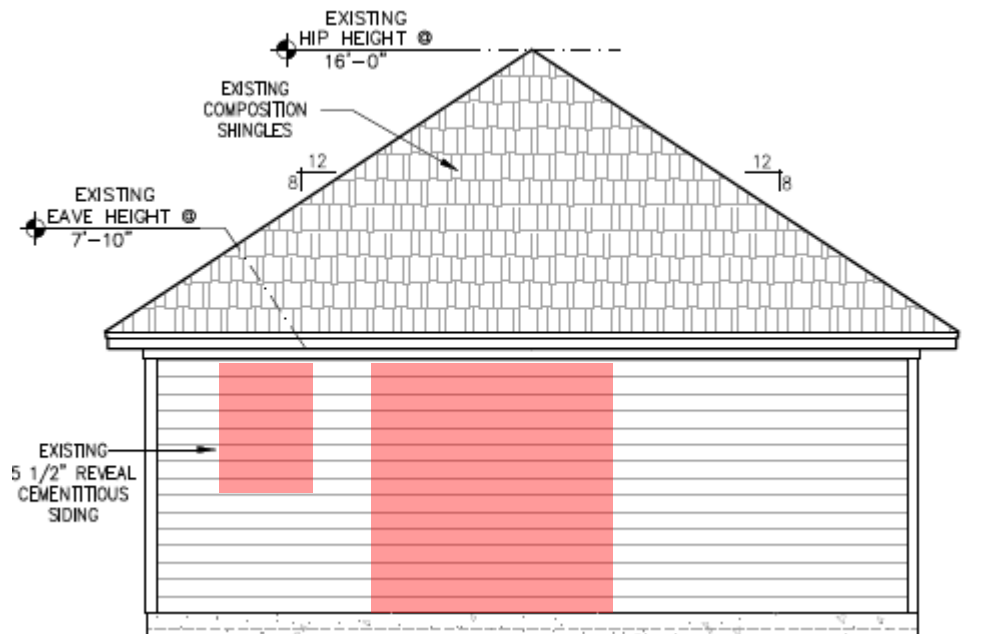 EXISTING
HIP HEIGHT @
16'-0"
EXISTING
COMPOSITION
SHINGLES
12
8
12
8
EXISTING
EAVE HEIGHT @
7'-10"
EXISTING
5 1/2" REVEAL
CEMENTITIOUS
SIDING